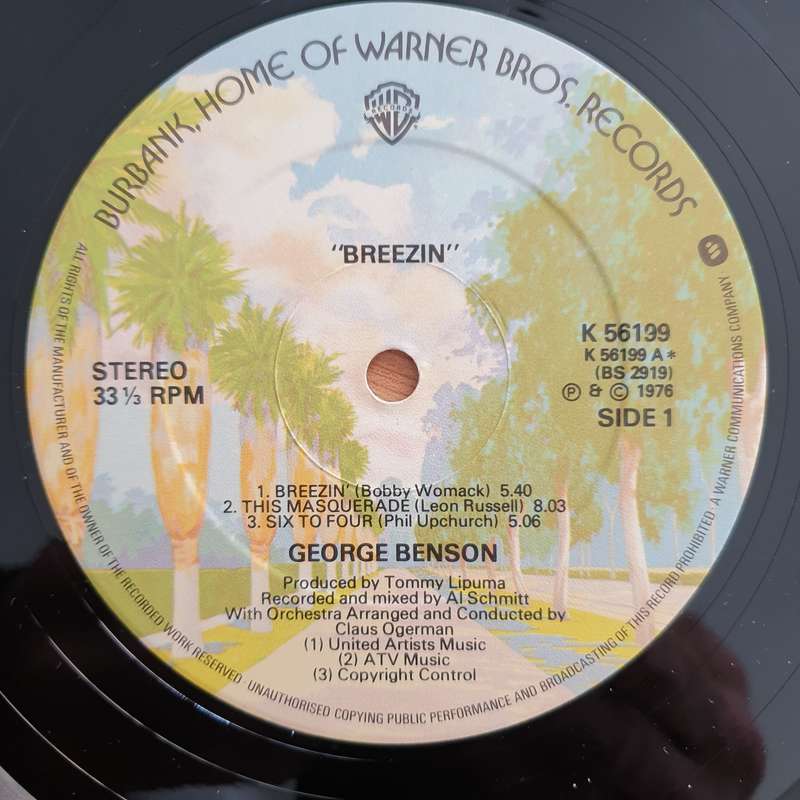 BURBANK, HOME OF WARNER BROS. RECORDS
RECORDS
"BREEZIN"
STEREO
33 ⅓ RPM
K 56199
K 56199 A*
(BS 2919)
Ⓟ & © 1976
SIDE 1
1. BREEZIN' (Bobby Womack) 5.40
2. THIS MASQUERADE (Leon Russell) 8.03
3. SIX TO FOUR (Phil Upchurch) 5.06
GEORGE BENSON
Produced by Tommy Lipuma
Recorded and mixed by Al Schmitt
With Orchestra Arranged and Conducted by
Claus Ogerman
(1) United Artists Music
(2) ATV Music
(3) Copyright Control
ALL RIGHTS OF THE MANUFACTURER AND OF THE OWNER OF THE RECORDED WORK RESERVED · UNAUTHORISED COPYING PUBLIC PERFORMANCE AND BROADCASTING OF THIS RECORD PROHIBITED · A WARNER COMMUNICATIONS COMPANY